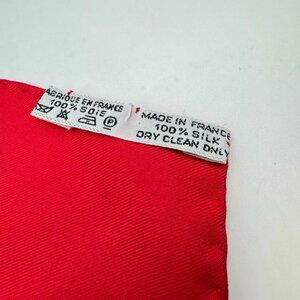 FABRIQUE EN FRANCE
100% SOIE
P
MADE IN FRANCE
100% SILK
DRY CLEAN ONLY